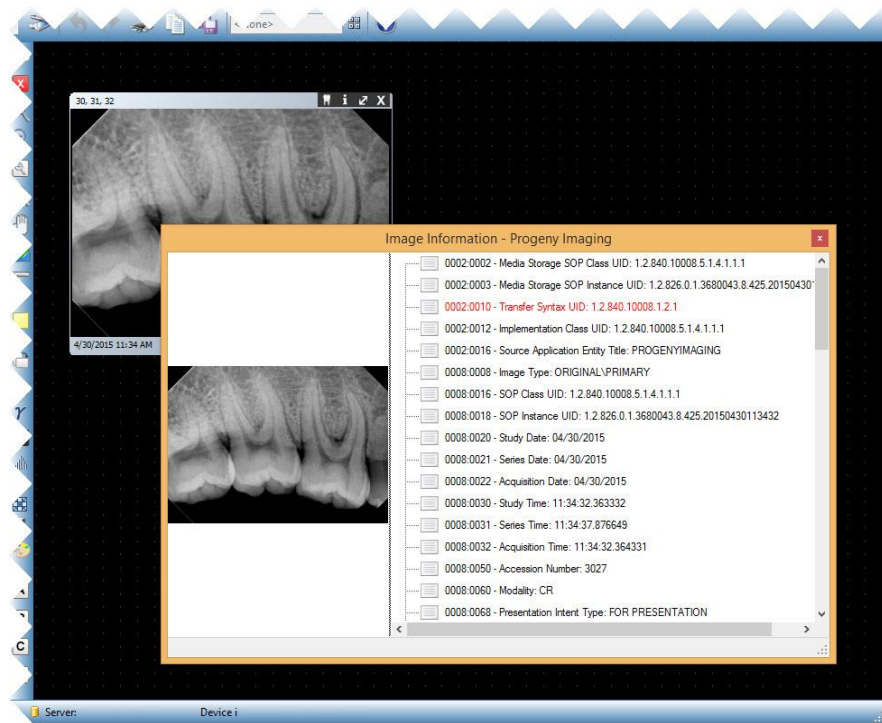 < .one>
30, 31, 32
i
X
4/30/2015 11:34 AM
Image Information - Progeny Imaging
x
0002:0002 - Media Storage SOP Class UID: 1.2.840.10008.5.1.4.1.1.1
0002:0003 - Media Storage SOP Instance UID: 1.2.826.0.1.3680043.8.425.20150430
0002:0010 - Transfer Syntax UID: 1.2.840.10008.1.2.1
0002:0012 - Implementation Class UID: 1.2.840.10008.5.1.4.1.1.1
0002:0016 - Source Application Entity Title: PROGENYIMAGING
0008:0008 - Image Type: ORIGINAL\PRIMARY
0008:0016 - SOP Class UID: 1.2.840.10008.5.1.4.1.1.1
0008:0018 - SOP Instance UID: 1.2.826.0.1.3680043.8.425.20150430113432
0008:0020 - Study Date: 04/30/2015
0008:0021 - Series Date: 04/30/2015
0008:0022 - Acquisition Date: 04/30/2015
0008:0030 - Study Time: 11:34:32.363332
0008:0031 - Series Time: 11:34:37.876649
0008:0032 - Acquisition Time: 11:34:32.364331
0008:0050 - Accession Number: 3027
0008:0060 - Modality: CR
0008:0068 - Presentation Intent Type: FOR PRESENTATION
γ
C
Server:
Device i